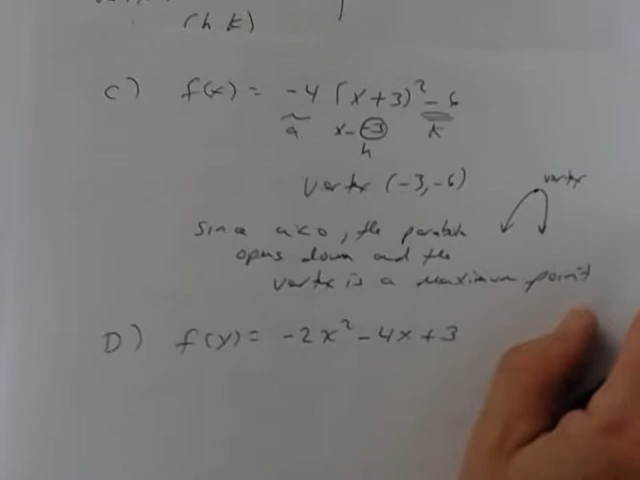 (h k)
C) f(x) = -4 (x+3)² - 6
a x - -3 k
h
vertex (-3, -6)
vertex
Since a<0, the parabola
opens down and the
vertex is a maximum point
D) f(x) = -2x² - 4x + 3